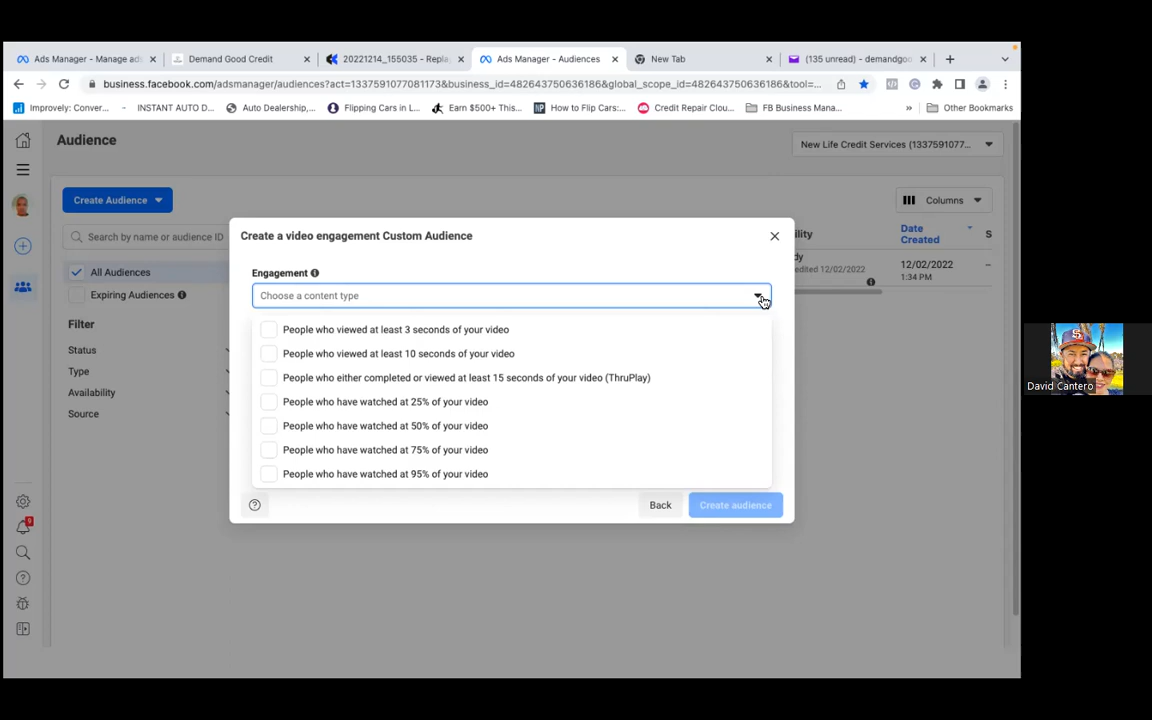 Ads Manager - Manage ad
Demand Good Credit
20221214_155035 - Repla
Ads Manager - Audiences
New Tab
(135 unread) - demandgo
business.facebook.com/adsmanager/audiences?act=1337591077081173&business_id=482643750636186&global_scope_id=482643750636186&tool=...
Improvely: Conver...
INSTANT AUTO D...
Auto Dealership,...
Flipping Cars in L...
Earn $500+ This...
How to Flip Cars:...
Credit Repair Clou...
FB Business Mana...
»
Other Bookmarks
Audience
New Life Credit Services (1337591077...
Create Audience
Columns
Search by name or audience ID
All Audiences
Expiring Audiences
Filter
Status
Type
Availability
Source
Create a video engagement Custom Audience
Engagement
Choose a content type
People who viewed at least 3 seconds of your video
People who viewed at least 10 seconds of your video
People who either completed or viewed at least 15 seconds of your video (ThruPlay)
People who have watched at 25% of your video
People who have watched at 50% of your video
People who have watched at 75% of your video
People who have watched at 95% of your video
Back
Create audience
ility
Date
Created
S
dy
edited 12/02/2022
12/02/2022
1:34 PM
–
9
David Cantero